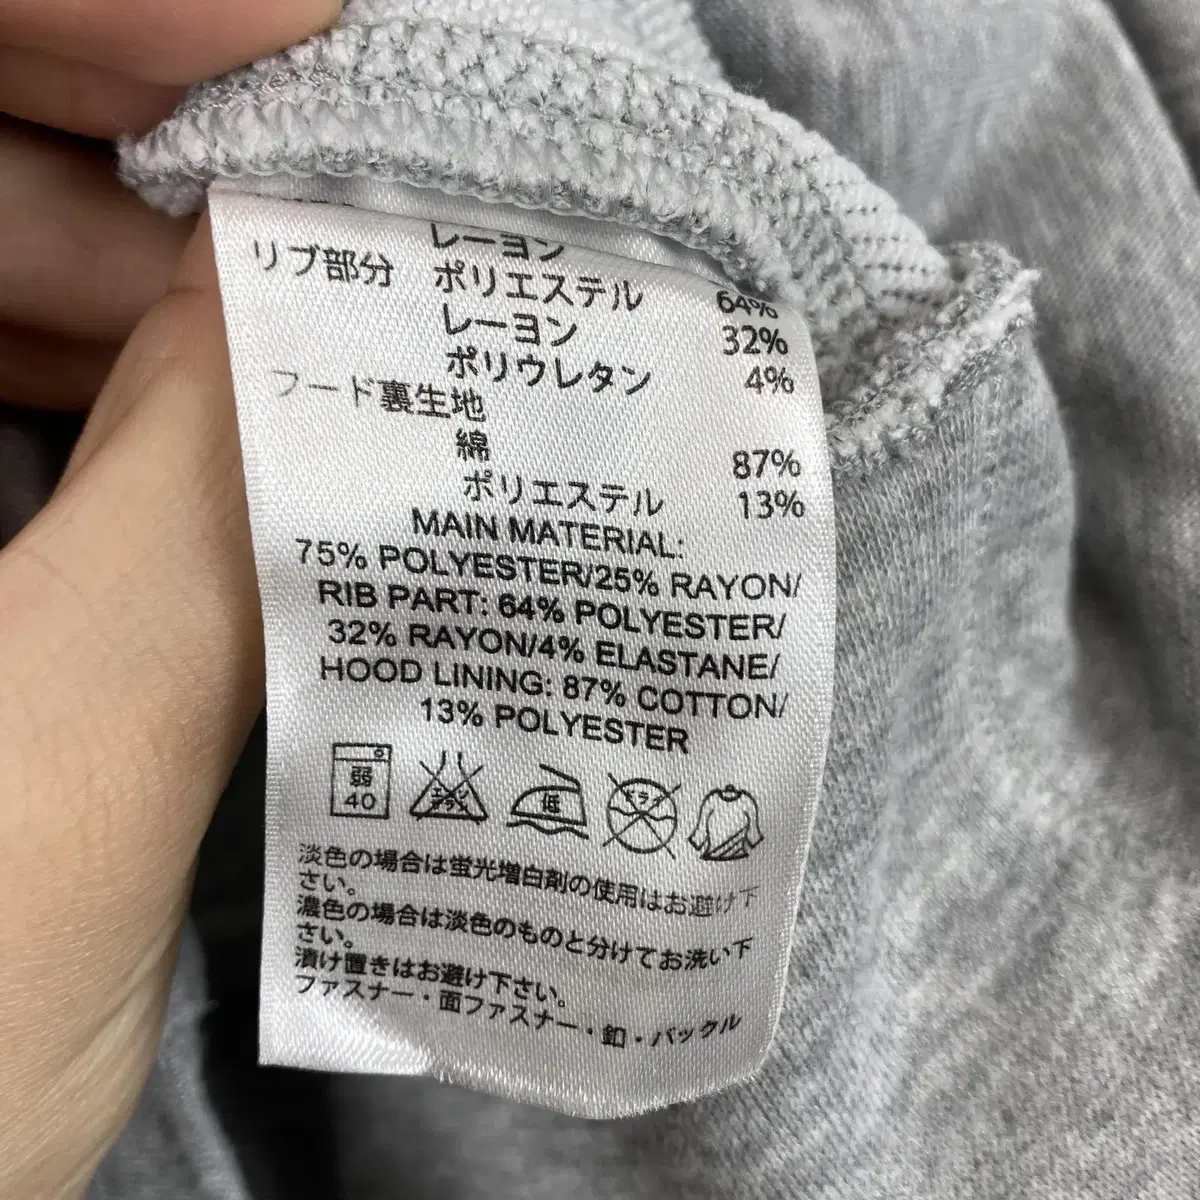 レーヨン
リブ部分 ポリエステル 64%
レーヨン 32%
ポリウレタン 4%
フード裏生地
綿 87%
ポリエステル 13%
MAIN MATERIAL:
75% POLYESTER/25% RAYON/
RIB PART: 64% POLYESTER/
32% RAYON/4% ELASTANE/
HOOD LINING: 87% COTTON/
13% POLYESTER
弱 低 ドライ
40
淡色の場合は蛍光増白剤の使用はお避け下
さい。
濃色の場合は淡色のものと分けてお洗い下
さい。
漬け置きはお避け下さい。
ファスナー・面ファスナー・釦・バックル